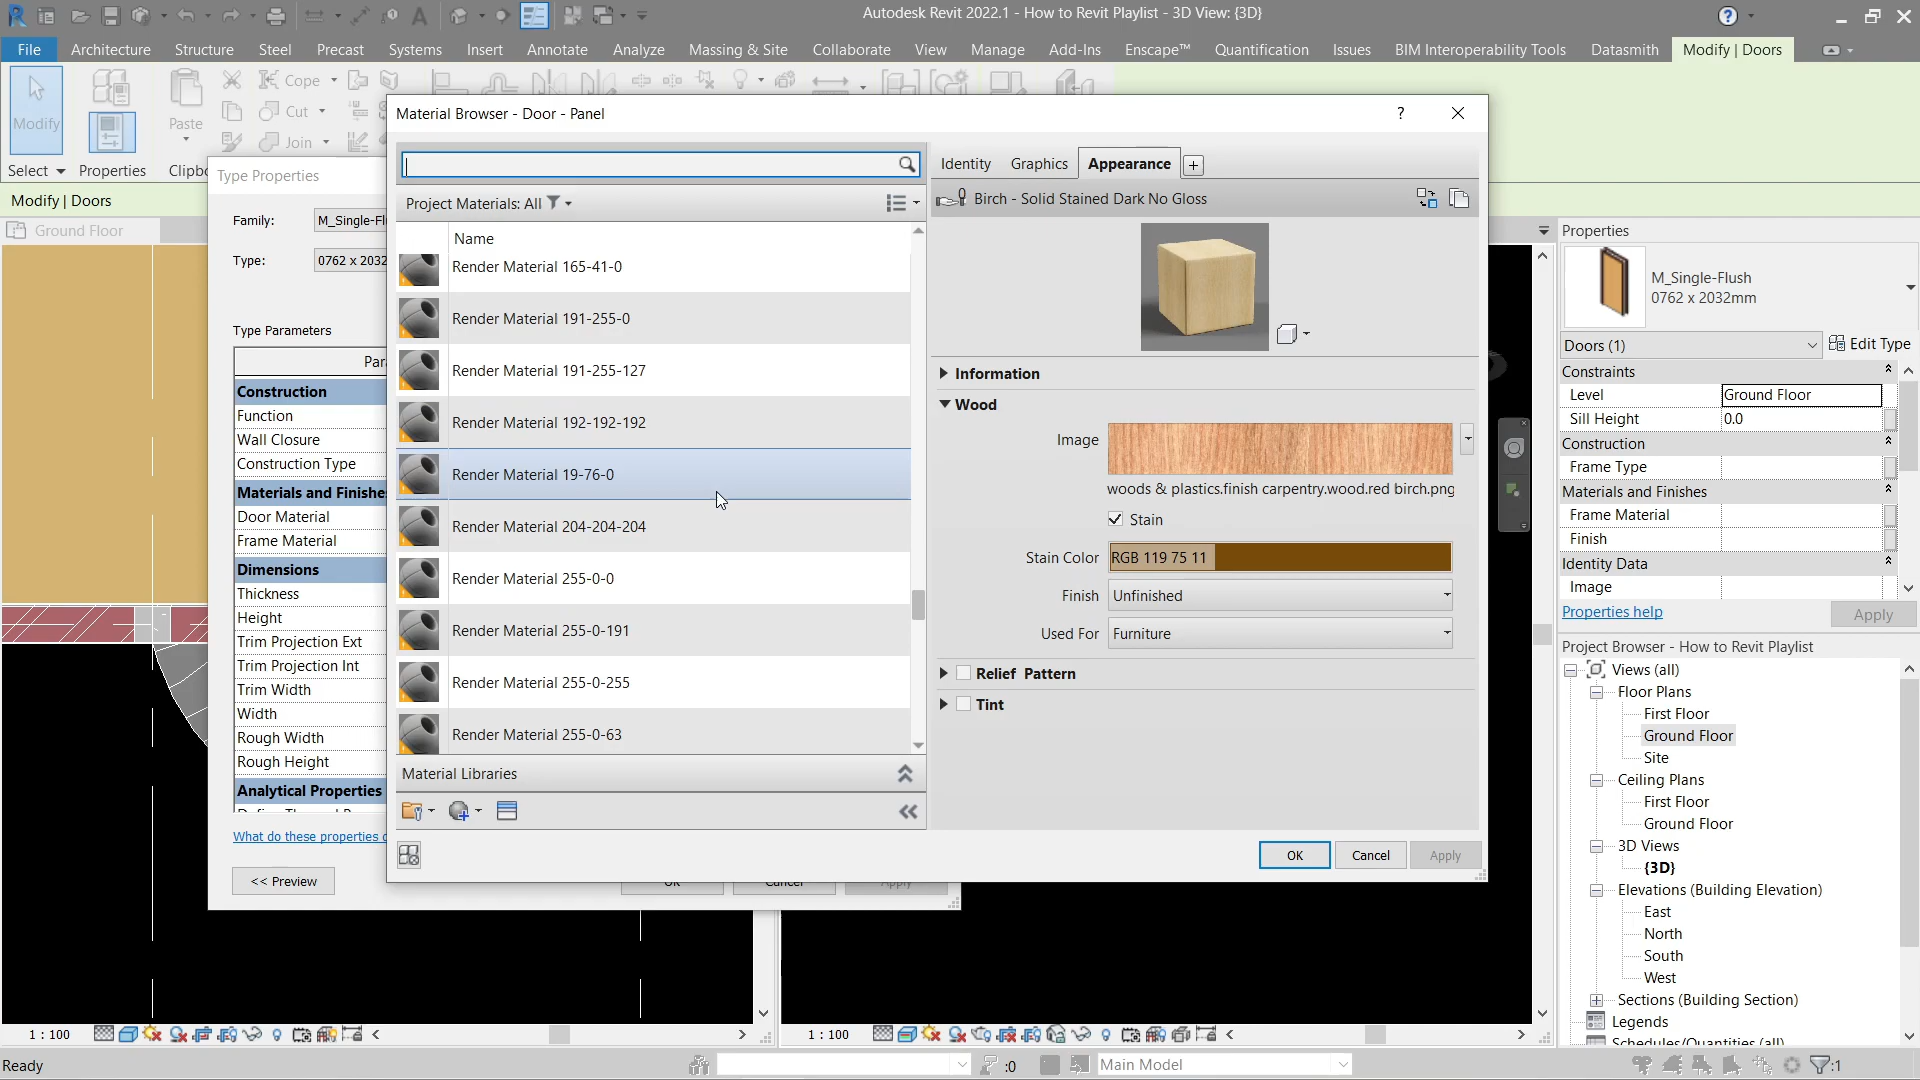 Autodesk Revit 2022.1 - How to Revit Playlist - 3D View: {3D}
File Architecture Structure Steel Precast Systems Insert Annotate Analyze Massing & Site Collaborate View Manage Add-Ins Enscape™ Quantification Issues BIM Interoperability Tools Datasmith Modify | Doors
Modify
Paste
Cope
Cut
Join
Select Properties
Modify | Doors
Ground Floor
Type Properties
Family: M_Single-Fl
Type: 0762 x 2032
Type Parameters
Construction
Function
Wall Closure
Construction Type
Materials and Finishe
Door Material
Frame Material
Dimensions
Thickness
Height
Trim Projection Ext
Trim Projection Int
Trim Width
Width
Rough Width
Rough Height
Analytical Properties
What do these properties
<< Preview
Material Browser - Door - Panel
?
Project Materials: All
Name
Render Material 165-41-0
Render Material 191-255-0
Render Material 191-255-127
Render Material 192-192-192
Render Material 19-76-0
Render Material 204-204-204
Render Material 255-0-0
Render Material 255-0-191
Render Material 255-0-255
Render Material 255-0-63
Material Libraries
Identity Graphics Appearance +
Birch - Solid Stained Dark No Gloss
Information
Wood
Image
woods & plastics.finish carpentry.wood.red birch.png
Stain
Stain Color RGB 119 75 11
Finish Unfinished
Used For Furniture
Relief Pattern
Tint
OK Cancel Apply
Properties
M_Single-Flush
0762 x 2032mm
Doors (1) Edit Type
Constraints
Level Ground Floor
Sill Height 0.0
Construction
Frame Type
Materials and Finishes
Frame Material
Finish
Identity Data
Image
Properties help Apply
Project Browser - How to Revit Playlist
Views (all)
Floor Plans
First Floor
Ground Floor
Site
Ceiling Plans
First Floor
Ground Floor
3D Views
{3D}
Elevations (Building Elevation)
East
North
South
West
Sections (Building Section)
Legends
Schedules/Quantities (all)
1 : 100
1 : 100
Ready
:0
Main Model
:1